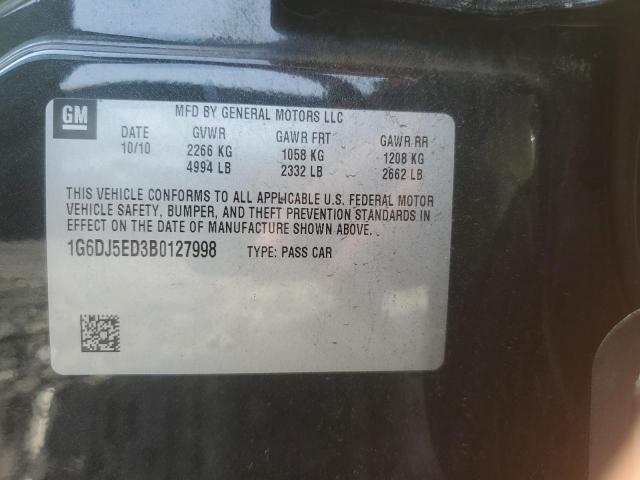 GM
MFD BY GENERAL MOTORS LLC
DATE GVWR GAWR FRT GAWR RR
10/10 2266 KG 1058 KG 1208 KG
4994 LB 2332 LB 2662 LB
THIS VEHICLE CONFORMS TO ALL APPLICABLE U.S. FEDERAL MOTOR
VEHICLE SAFETY, BUMPER, AND THEFT PREVENTION STANDARDS IN
EFFECT ON THE DATE OF MANUFACTURE SHOWN ABOVE.
1G6DJ5ED3B0127998 TYPE: PASS CAR